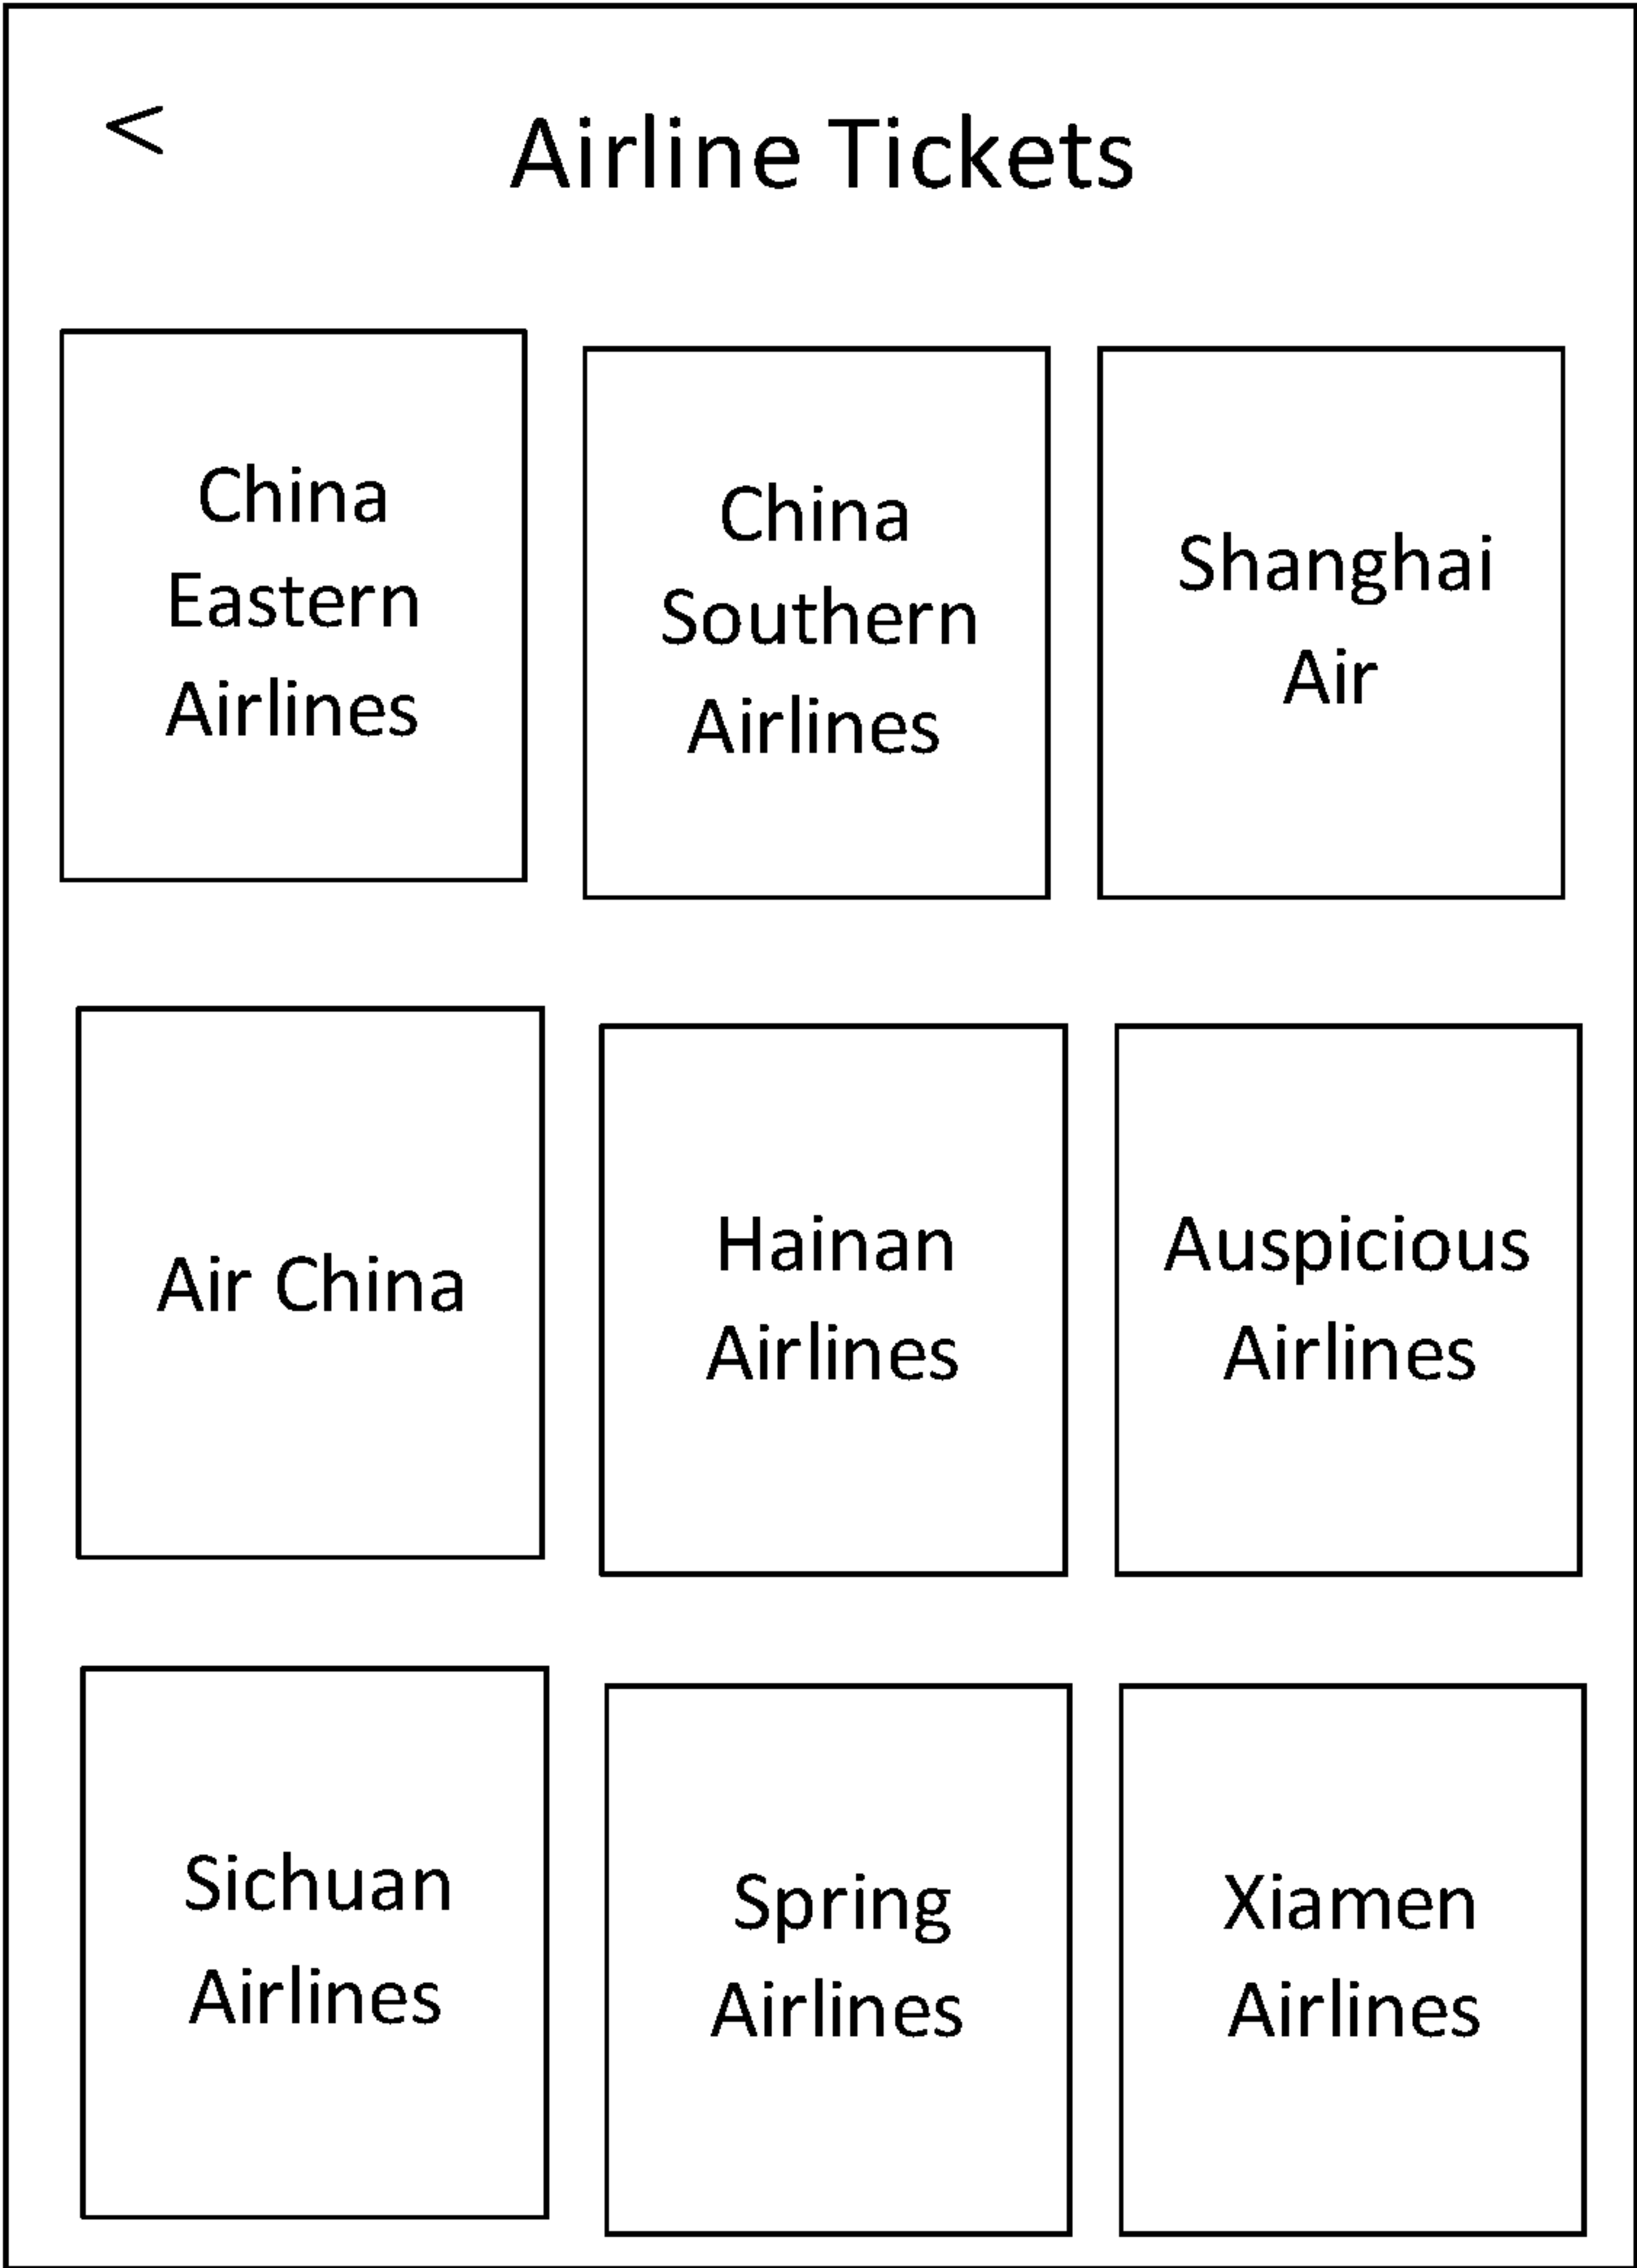 <
Airline Tickets
China
Eastern
Airlines
China
Southern
Airlines
Shanghai
Air
Air China
Hainan
Airlines
Auspicious
Airlines
Sichuan
Airlines
Spring
Airlines
Xiamen
Airlines